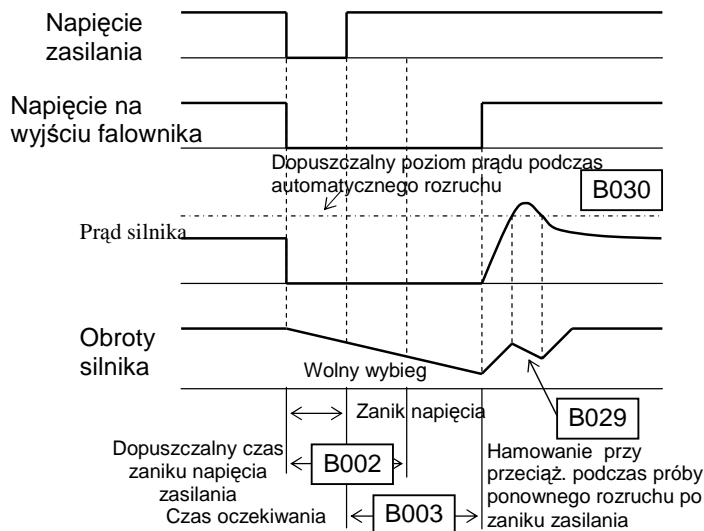 Napięcie
zasilania
Napięcie na
wyjściu falownika
Dopuszczalny poziom prądu podczas
automatycznego rozruchu
B030
Prąd silnika
Obroty
silnika
Wolny wybieg
Zanik napięcia
B029
Dopuszczalny czas
zaniku napięcia
zasilania
B002
Czas oczekiwania
B003
Hamowanie przy
przeciąż. podczas próby
ponownego rozruchu po
zaniku zasilania